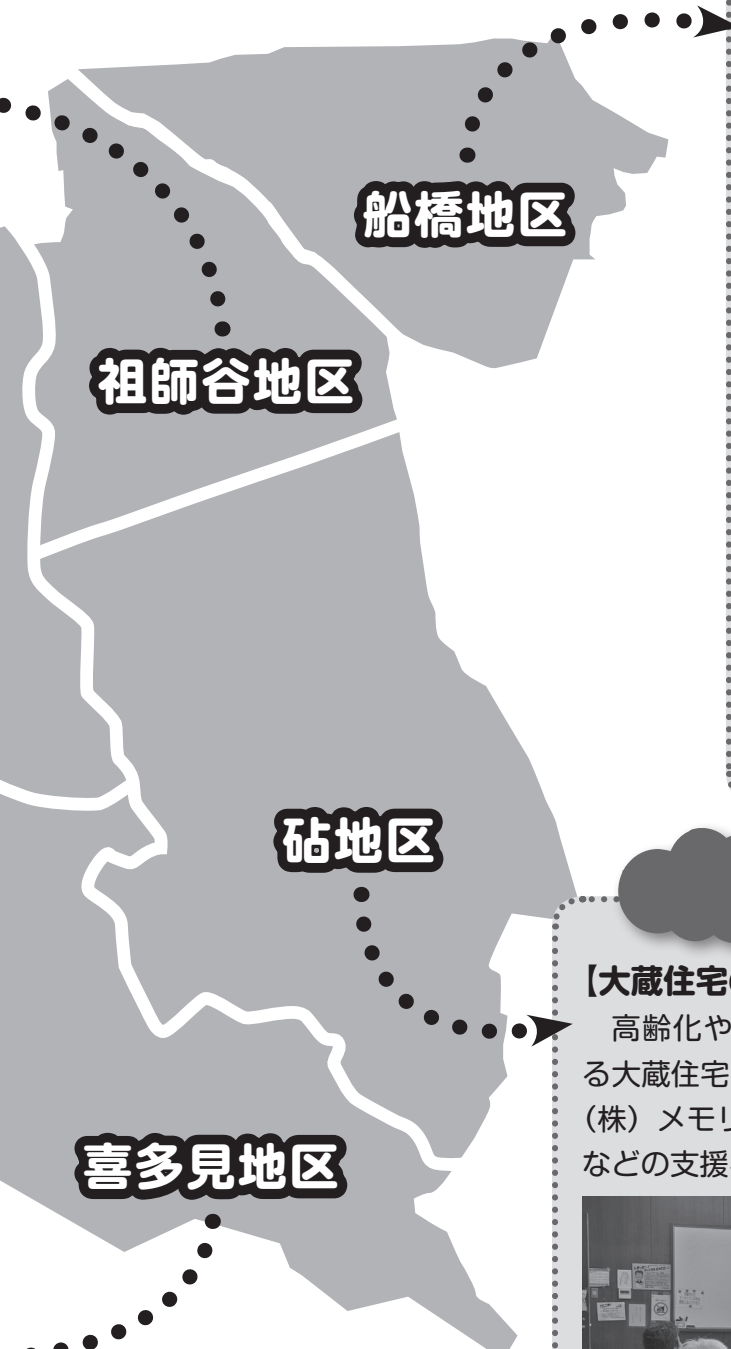 船橋地区
祖師谷地区
砧地区
喜多見地区
【大蔵住宅
高齢化や
る大蔵住宅
（株）メモリ
などの支援